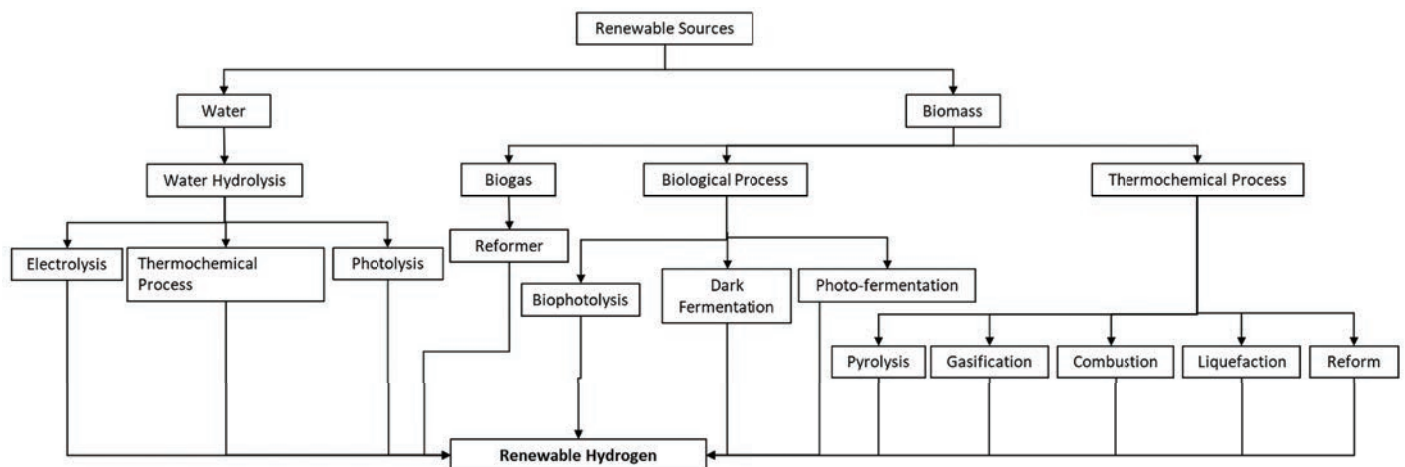 Renewable Sources
Water
Biomass
Water Hydrolysis
Biogas
Biological Process
Thermochemical Process
Electrolysis
Thermochemical
Process
Photolysis
Reformer
Biophotolysis
Dark
Fermentation
Photo-fermentation
Pyrolysis
Gasification
Combustion
Liquefaction
Reform
Renewable Hydrogen